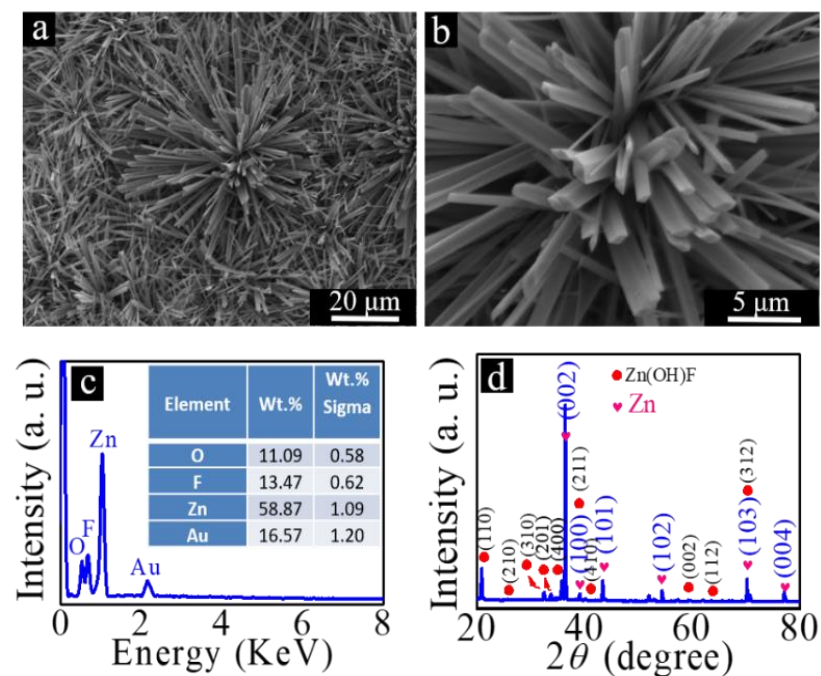 a
20 μm
b
5 μm
c
Intensity (a. u.)
Zn
F
O
Au
Element Wt.% Wt.% Sigma
O 11.09 0.58
F 13.47 0.62
Zn 58.87 1.09
Au 16.57 1.20
0 2 4 6 8
Energy (KeV)
d
Intensity (a. u.)
Zn(OH)F
Zn
(110)
(210)
(310)
(201)
(400)
(002)
(100)
(211)
(410)
(101)
(102)
(002)
(112)
(312)
(103)
(004)
20 40 60 80
2θ (degree)